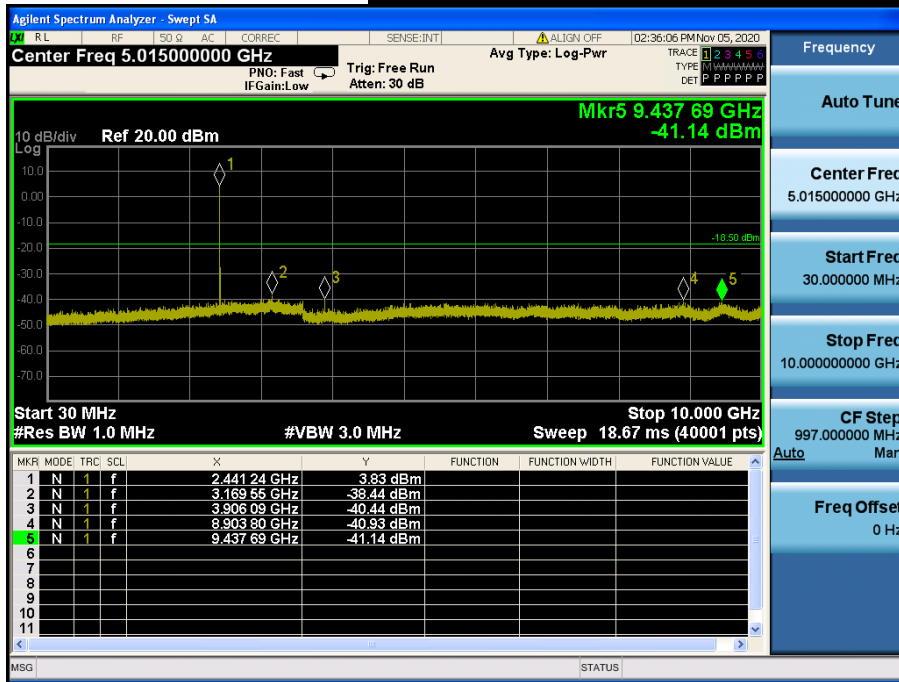 Agilent Spectrum Analyzer - Swept SA
LXI RL RF 50 Ω AC CORREC SENSE:INT ALIGN OFF 02:36:06 PM Nov 05, 2020
Center Freq 5.015000000 GHz
PNO: Fast
IFGain:Low
Trig: Free Run
Atten: 30 dB
Avg Type: Log-Pwr
TRACE 1 2 3 4 5 6
TYPE M WWWWW
DET P P P P P P
Mkr5 9.437 69 GHz
-41.14 dBm
10 dB/div Ref 20.00 dBm
Log
10.0
0.00
-10.0
-20.0
-30.0
-40.0
-50.0
-60.0
-70.0
-18.50 dBm
1
2
3
4
5
Start 30 MHz Stop 10.000 GHz
#Res BW 1.0 MHz #VBW 3.0 MHz Sweep 18.67 ms (40001 pts)
MKR MODE TRC SCL X Y FUNCTION FUNCTION WIDTH FUNCTION VALUE
1 N 1 f 2.441 24 GHz 3.83 dBm
2 N 1 f 3.169 55 GHz -38.44 dBm
3 N 1 f 3.906 09 GHz -40.44 dBm
4 N 1 f 8.903 80 GHz -40.93 dBm
5 N 1 f 9.437 69 GHz -41.14 dBm
6
7
8
9
10
11
MSG STATUS
Frequency
Auto Tune
Center Freq
5.015000000 GHz
Start Freq
30.000000 MHz
Stop Freq
10.000000000 GHz
CF Step
997.000000 MHz
Auto Man
Freq Offset
0 Hz